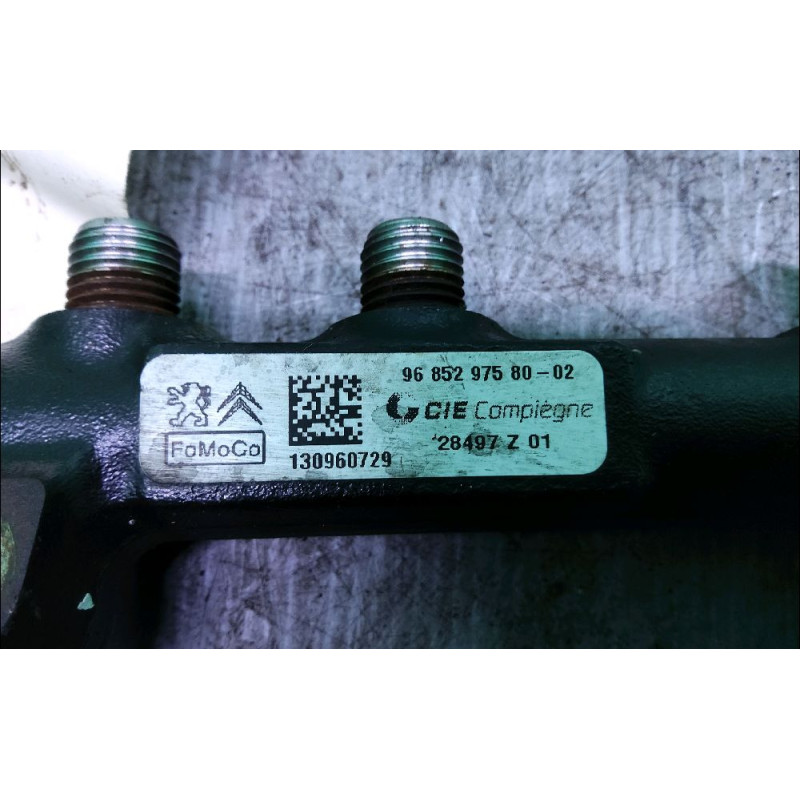 96 852 975 80-02
CIE Compiègne
FoMoCo
28497 Z 01
130960729